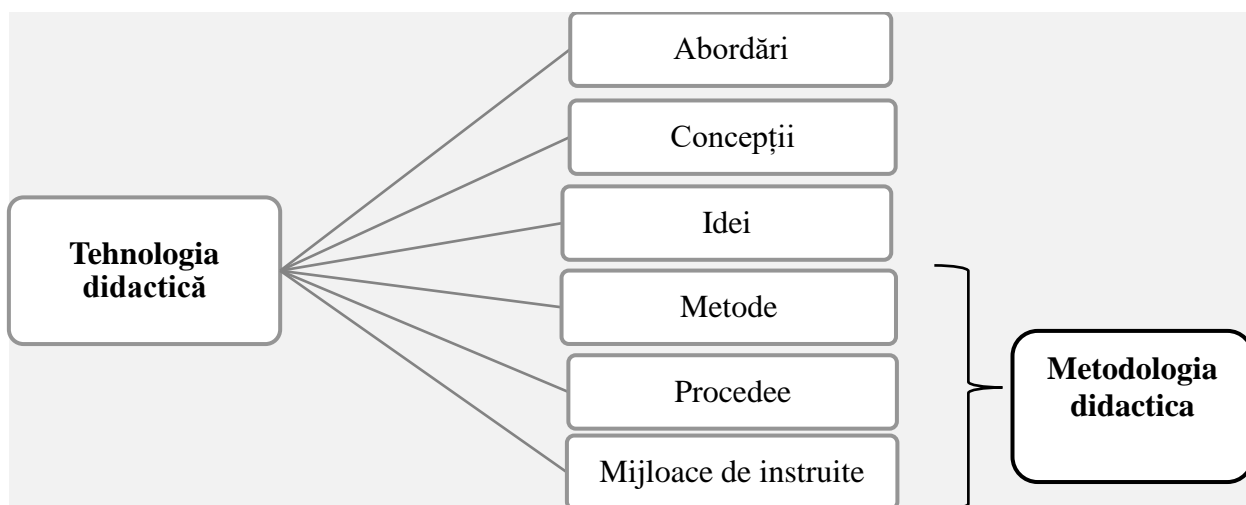 Abordări
Concepții
Idei
Tehnologia
didactică
Metode
Procedee
Mijloace de instruite
Metodologia
didactica